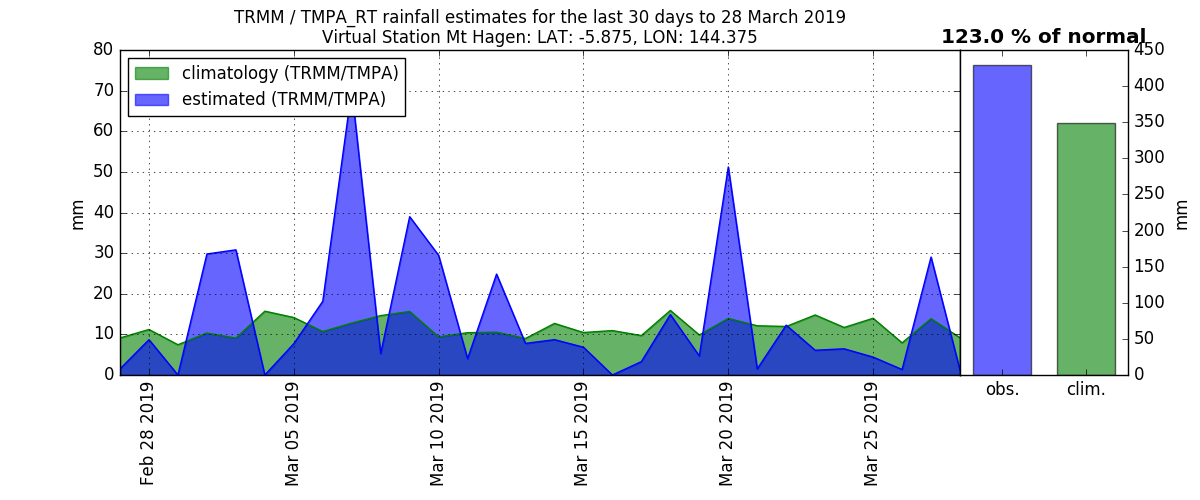 TRMM / TMPA_RT rainfall estimates for the last 30 days to 28 March 2019
Virtual Station Mt Hagen: LAT: -5.875, LON: 144.375
123.0 % of normal
climatology (TRMM/TMPA)
estimated (TRMM/TMPA)
mm
80
70
60
50
40
30
20
10
0
Feb 28 2019
Mar 05 2019
Mar 10 2019
Mar 15 2019
Mar 20 2019
Mar 25 2019
obs.
clim.
450
400
350
300
250
200
150
100
50
0
mm